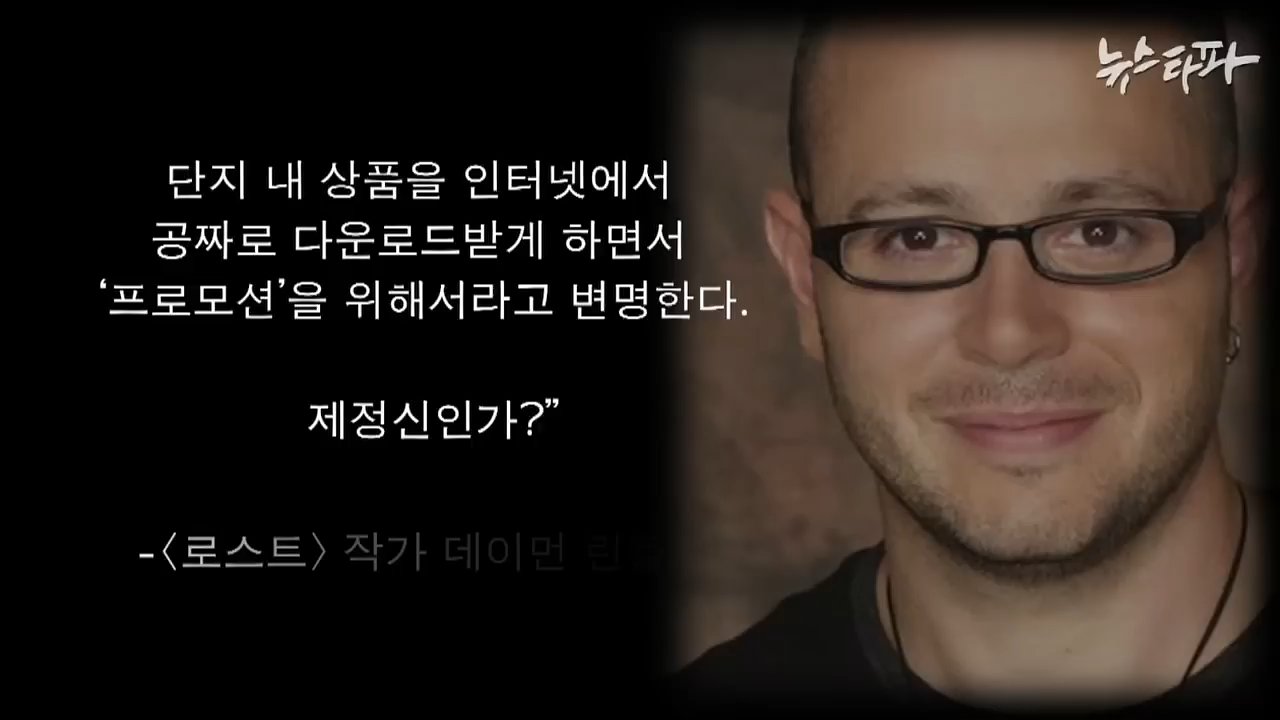 뉴스타파
단지 내 상품을 인터넷에서
공짜로 다운로드받게 하면서
‘프로모션’을 위해서라고 변명한다.
제정신인가?”
-〈로스트〉 작가 데이먼